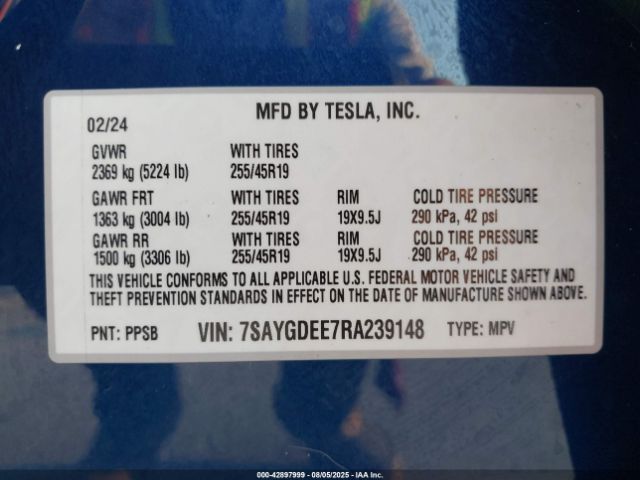 MFD BY TESLA, INC.
02/24
GVWR WITH TIRES
2369 kg (5224 lb) 255/45R19
GAWR FRT WITH TIRES RIM COLD TIRE PRESSURE
1363 kg (3004 lb) 255/45R19 19X9.5J 290 kPa, 42 psi
GAWR RR WITH TIRES RIM COLD TIRE PRESSURE
1500 kg (3306 lb) 255/45R19 19X9.5J 290 kPa, 42 psi
THIS VEHICLE CONFORMS TO ALL APPLICABLE U.S. FEDERAL MOTOR VEHICLE SAFETY AND
THEFT PREVENTION STANDARDS IN EFFECT ON THE DATE OF MANUFACTURE SHOWN ABOVE.
PNT: PPSB VIN: 7SAYGDEE7RA239148 TYPE: MPV
000-42897999 - 08/05/2025 - IAA Inc.